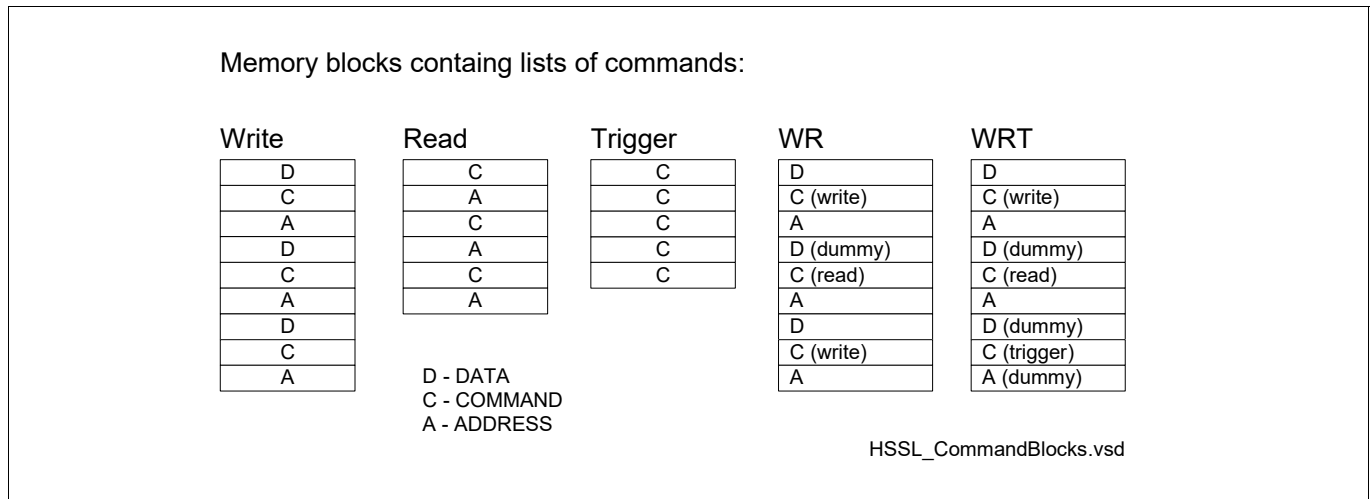 Memory blocks containg lists of commands:
Write
D
C
A
D
C
A
D
C
A
Read
C
A
C
A
C
A
Trigger
C
C
C
C
C
WR
D
C (write)
A
D (dummy)
C (read)
A
D
C (write)
A
WRT
D
C (write)
A
D (dummy)
C (read)
A
D (dummy)
C (trigger)
A (dummy)
D - DATA
C - COMMAND
A - ADDRESS
HSSL_CommandBlocks.vsd